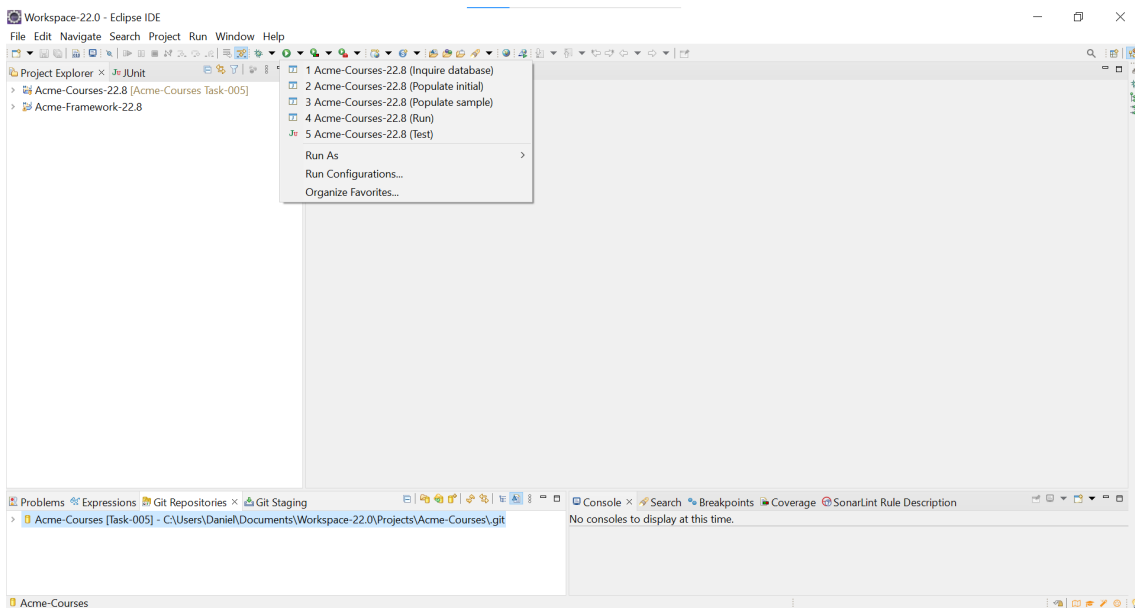 Workspace-22.0 - Eclipse IDE
File Edit Navigate Search Project Run Window Help
Project Explorer × Ju JUnit
Acme-Courses-22.8 [Acme-Courses Task-005]
Acme-Framework-22.8
1 Acme-Courses-22.8 (Inquire database)
2 Acme-Courses-22.8 (Populate initial)
3 Acme-Courses-22.8 (Populate sample)
4 Acme-Courses-22.8 (Run)
Ju 5 Acme-Courses-22.8 (Test)
Run As
Run Configurations...
Organize Favorites...
Problems Expressions Git Repositories × Git Staging
Acme-Courses [Task-005] - C:\Users\Daniel\Documents\Workspace-22.0\Projects\Acme-Courses\.git
Console × Search Breakpoints Coverage SonarLint Rule Description
No consoles to display at this time.
Acme-Courses